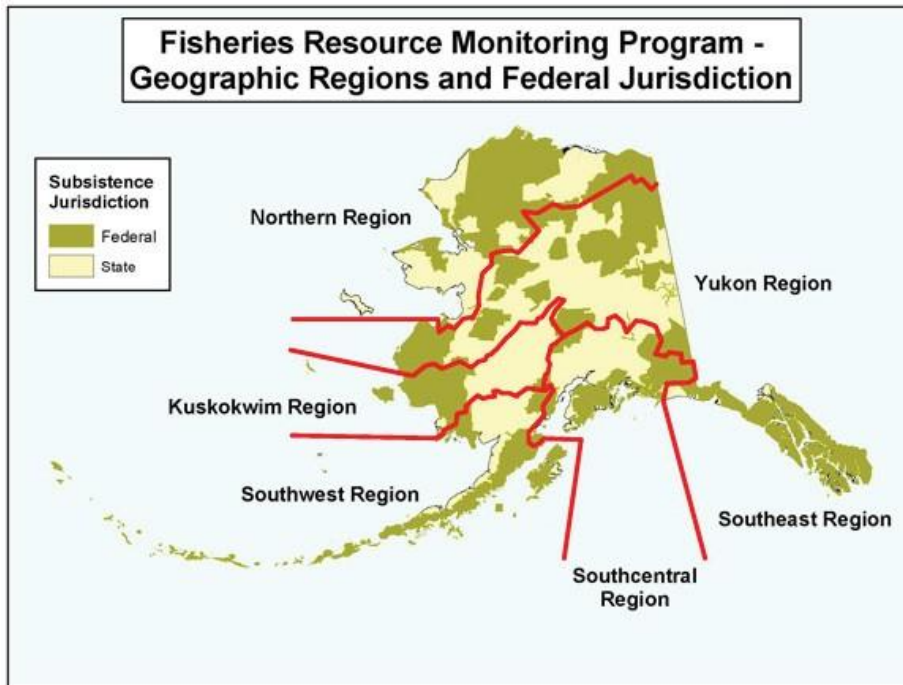 Fisheries Resource Monitoring Program -
Geographic Regions and Federal Jurisdiction
Subsistence
Jurisdiction
Federal
State
Northern Region
Yukon Region
Kuskokwim Region
Southwest Region
Southeast Region
Southcentral
Region